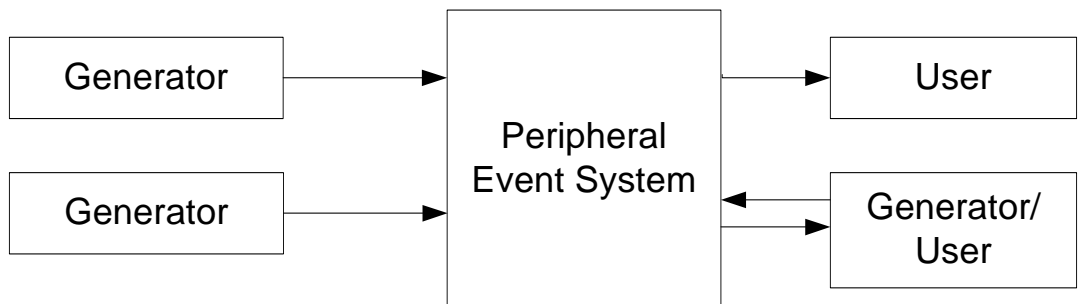 Generator
Generator
Peripheral
Event System
User
Generator/
User